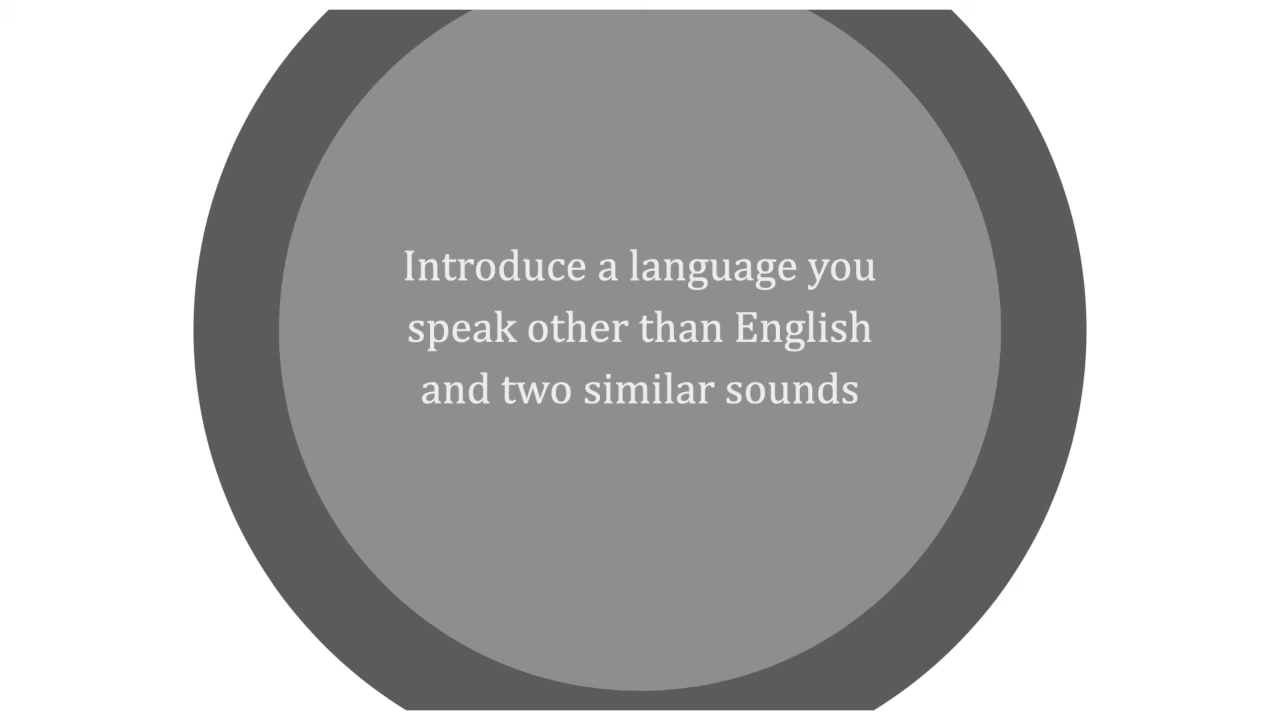 Introduce a language you
speak other than English
and two similar sounds